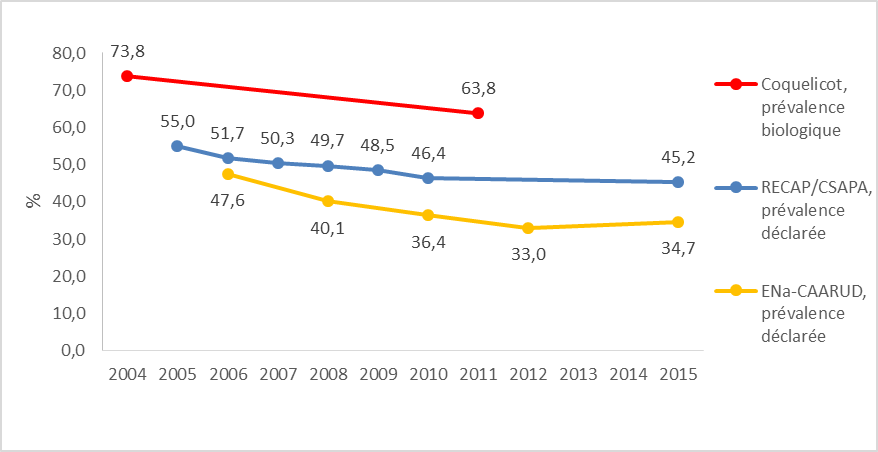 80,0
70,0
60,0
50,0
40,0
30,0
20,0
10,0
0,0
%
73,8
63,8
55,0
51,7
50,3
49,7
48,5
46,4
45,2
47,6
40,1
36,4
33,0
34,7
2004 2005 2006 2007 2008 2009 2010 2011 2012 2013 2014 2015
Coquelicot,
prévalence
biologique
RECAP/CSAPA,
prévalence
déclarée
ENa-CAARUD,
prévalence
déclarée